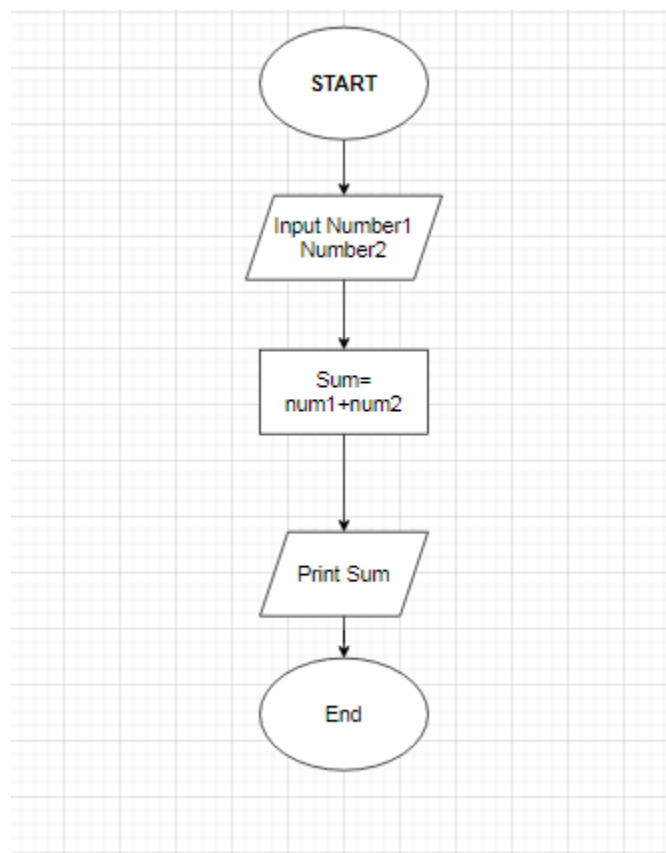 START
Input Number1
Number2
Sum=
num1+num2
Print Sum
End